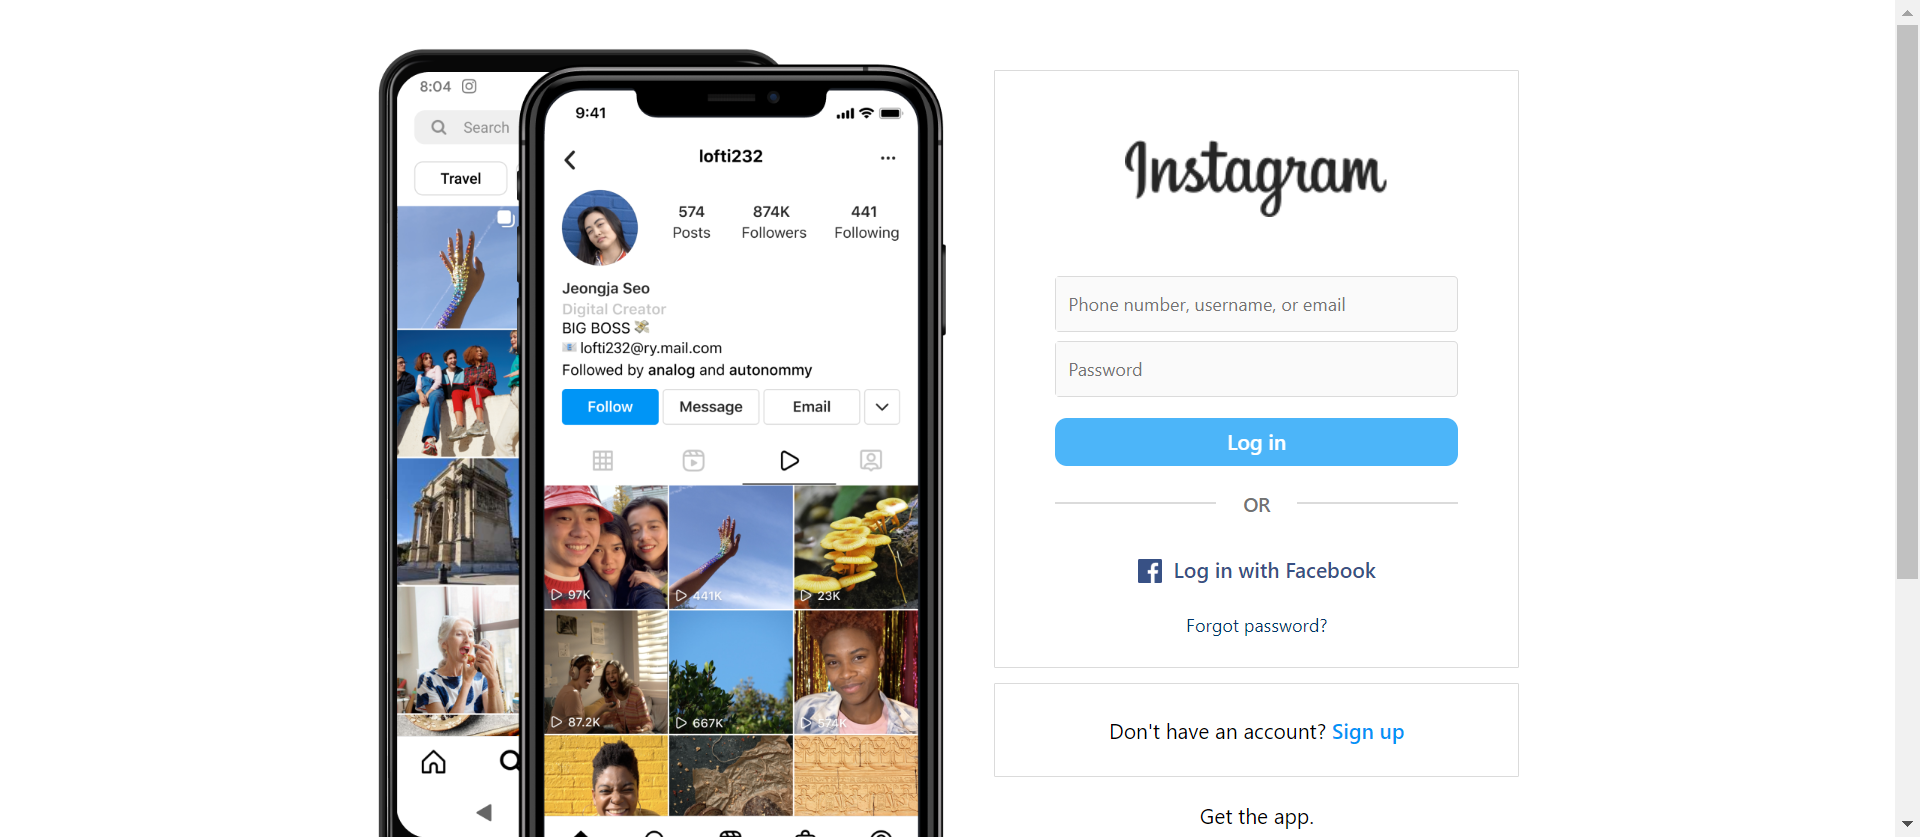 8:04
Search
Travel
9:41
lofti232
574 874K 441
Posts Followers Following
Jeongja Seo
Digital Creator
BIG BOSS 💸
📧 lofti232@ry.mail.com
Followed by analog and autonommy
Follow Message Email
97K 441K 23K
87.2K 667K 574K
Instagram
Phone number, username, or email
Password
Log in
OR
Log in with Facebook
Forgot password?
Don't have an account? Sign up
Get the app.